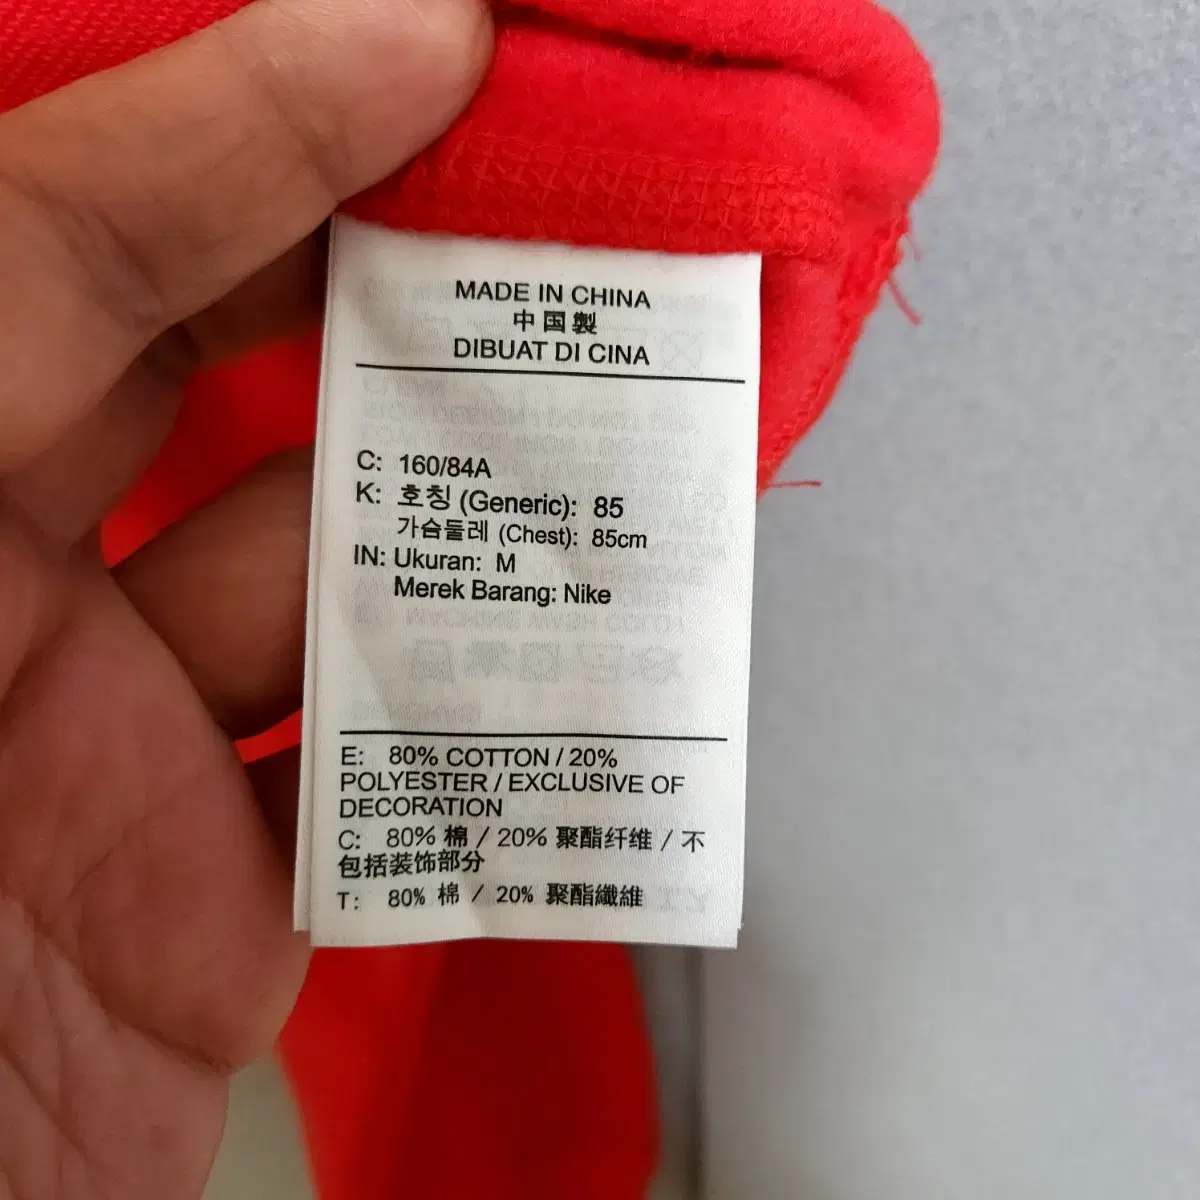 MADE IN CHINA
中国製
DIBUAT DI CINA
C: 160/84A
K: 호칭 (Generic): 85
가슴둘레 (Chest): 85cm
IN: Ukuran: M
Merek Barang: Nike
E: 80% COTTON / 20%
POLYESTER / EXCLUSIVE OF
DECORATION
C: 80% 棉 / 20% 聚酯纤维 / 不
包括装饰部分
T: 80% 棉 / 20% 聚酯纖維